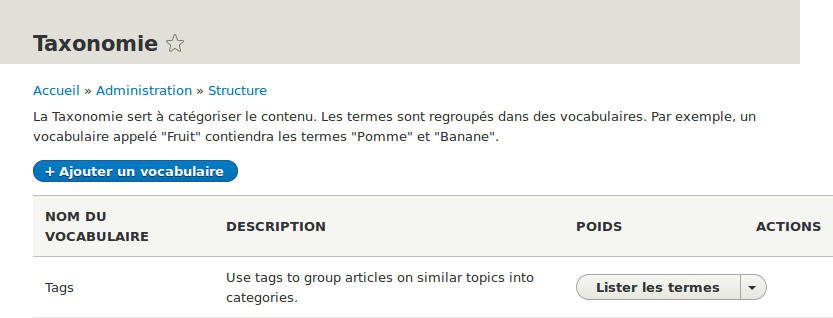 Taxonomie
Accueil » Administration » Structure
La Taxonomie sert à catégoriser le contenu. Les termes sont regroupés dans des vocabulaires. Par exemple, un
vocabulaire appelé "Fruit" contiendra les termes "Pomme" et "Banane".
+ Ajouter un vocabulaire
NOM DU
VOCABULAIRE
DESCRIPTION
POIDS
ACTIONS
Tags
Use tags to group articles on similar topics into
categories.
Lister les termes